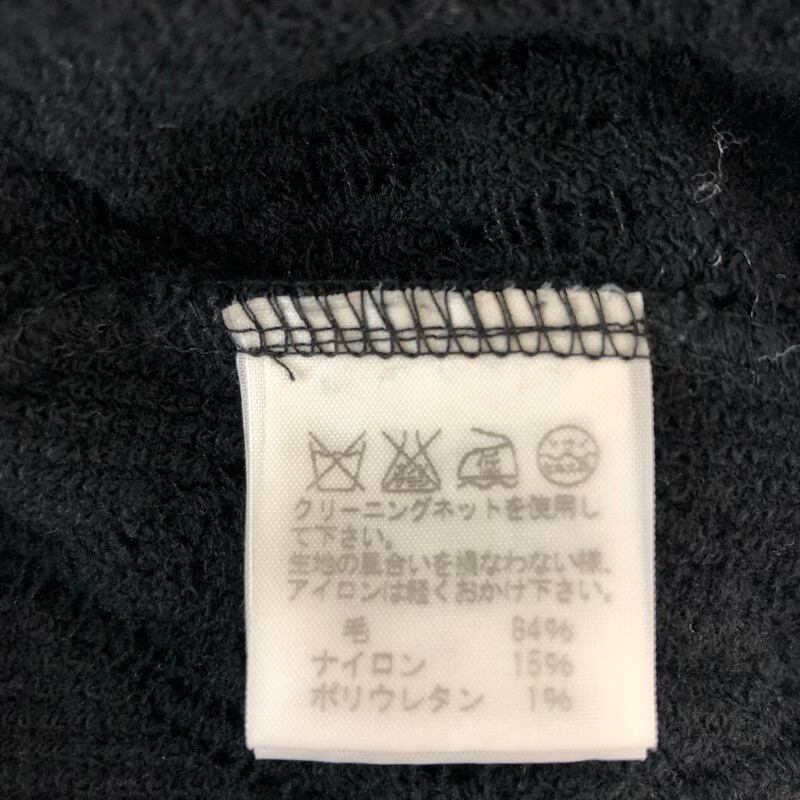 低
クリーニングネットを使用し
て下さい。
生地の風合いを損なわない様、
アイロンは軽くおかけ下さい。
毛 84%
ナイロン 15%
ポリウレタン 1%